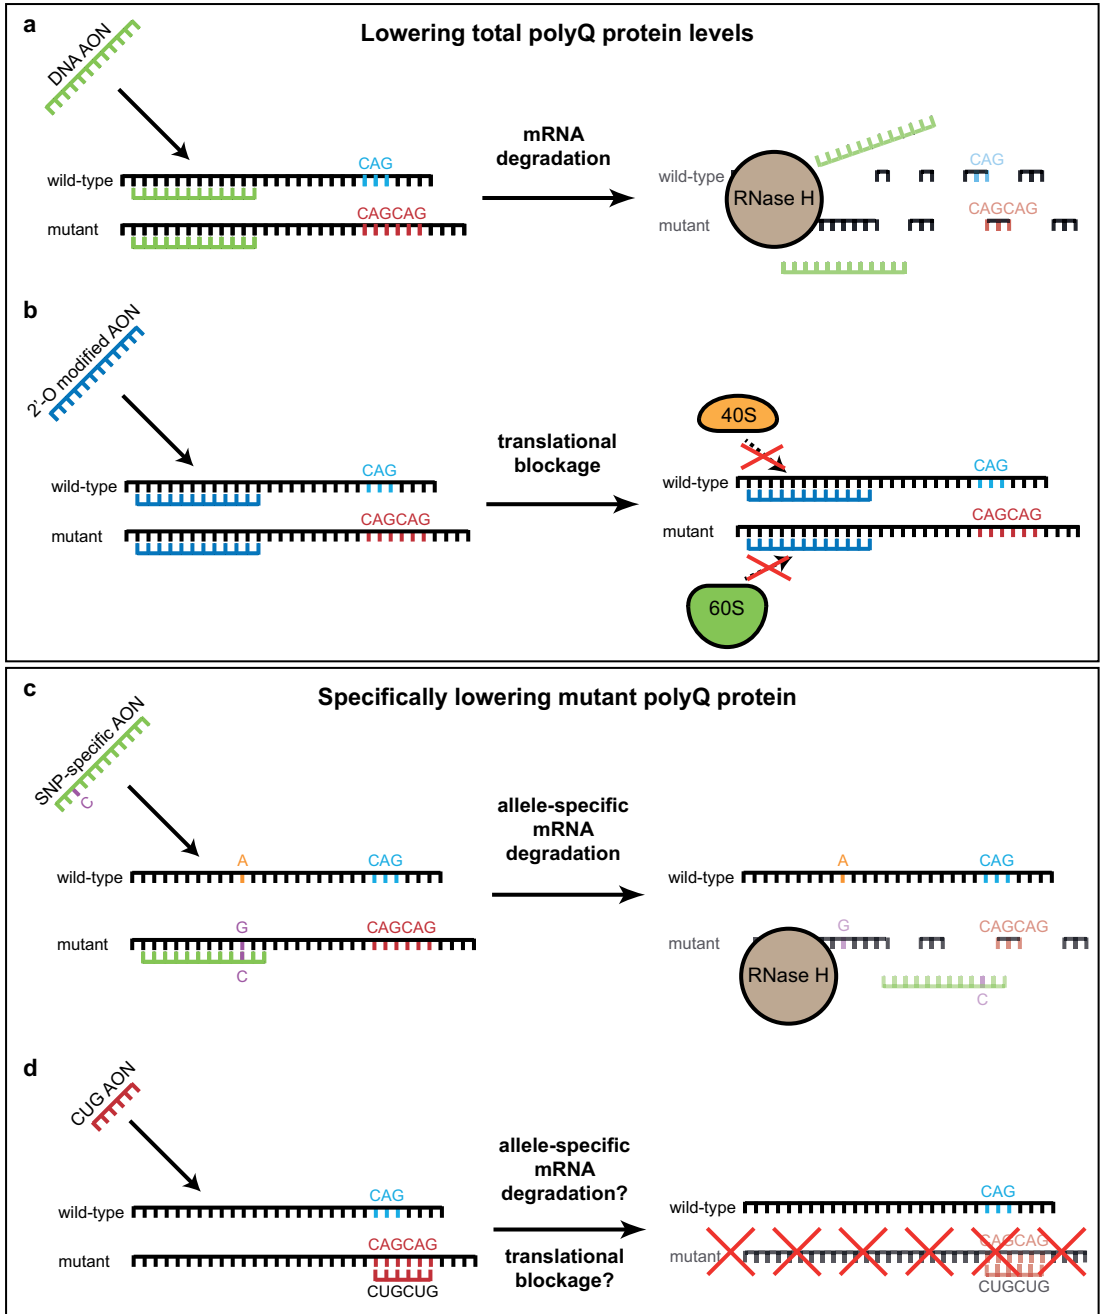 a
Lowering total polyQ protein levels
DNA AON
mRNA
degradation
CAG
wild-type
CAGCAG
mutant
CAG
wild-type
RNase H
CAGCAG
mutant
b
2'-O modified AON
translational
blockage
CAG
wild-type
CAGCAG
mutant
40S
CAG
wild-type
CAGCAG
mutant
60S
c
Specifically lowering mutant polyQ protein
SNP-specific AON
C
allele-specific
mRNA
degradation
A
CAG
wild-type
G
CAGCAG
mutant
C
A
CAG
wild-type
G
CAGCAG
mutant
RNase H
C
d
CUG AON
allele-specific
mRNA
degradation?
translational
blockage?
CAG
wild-type
CAGCAG
mutant
CUGCUG
CAG
wild-type
CAGCAG
mutant
CUGCUG